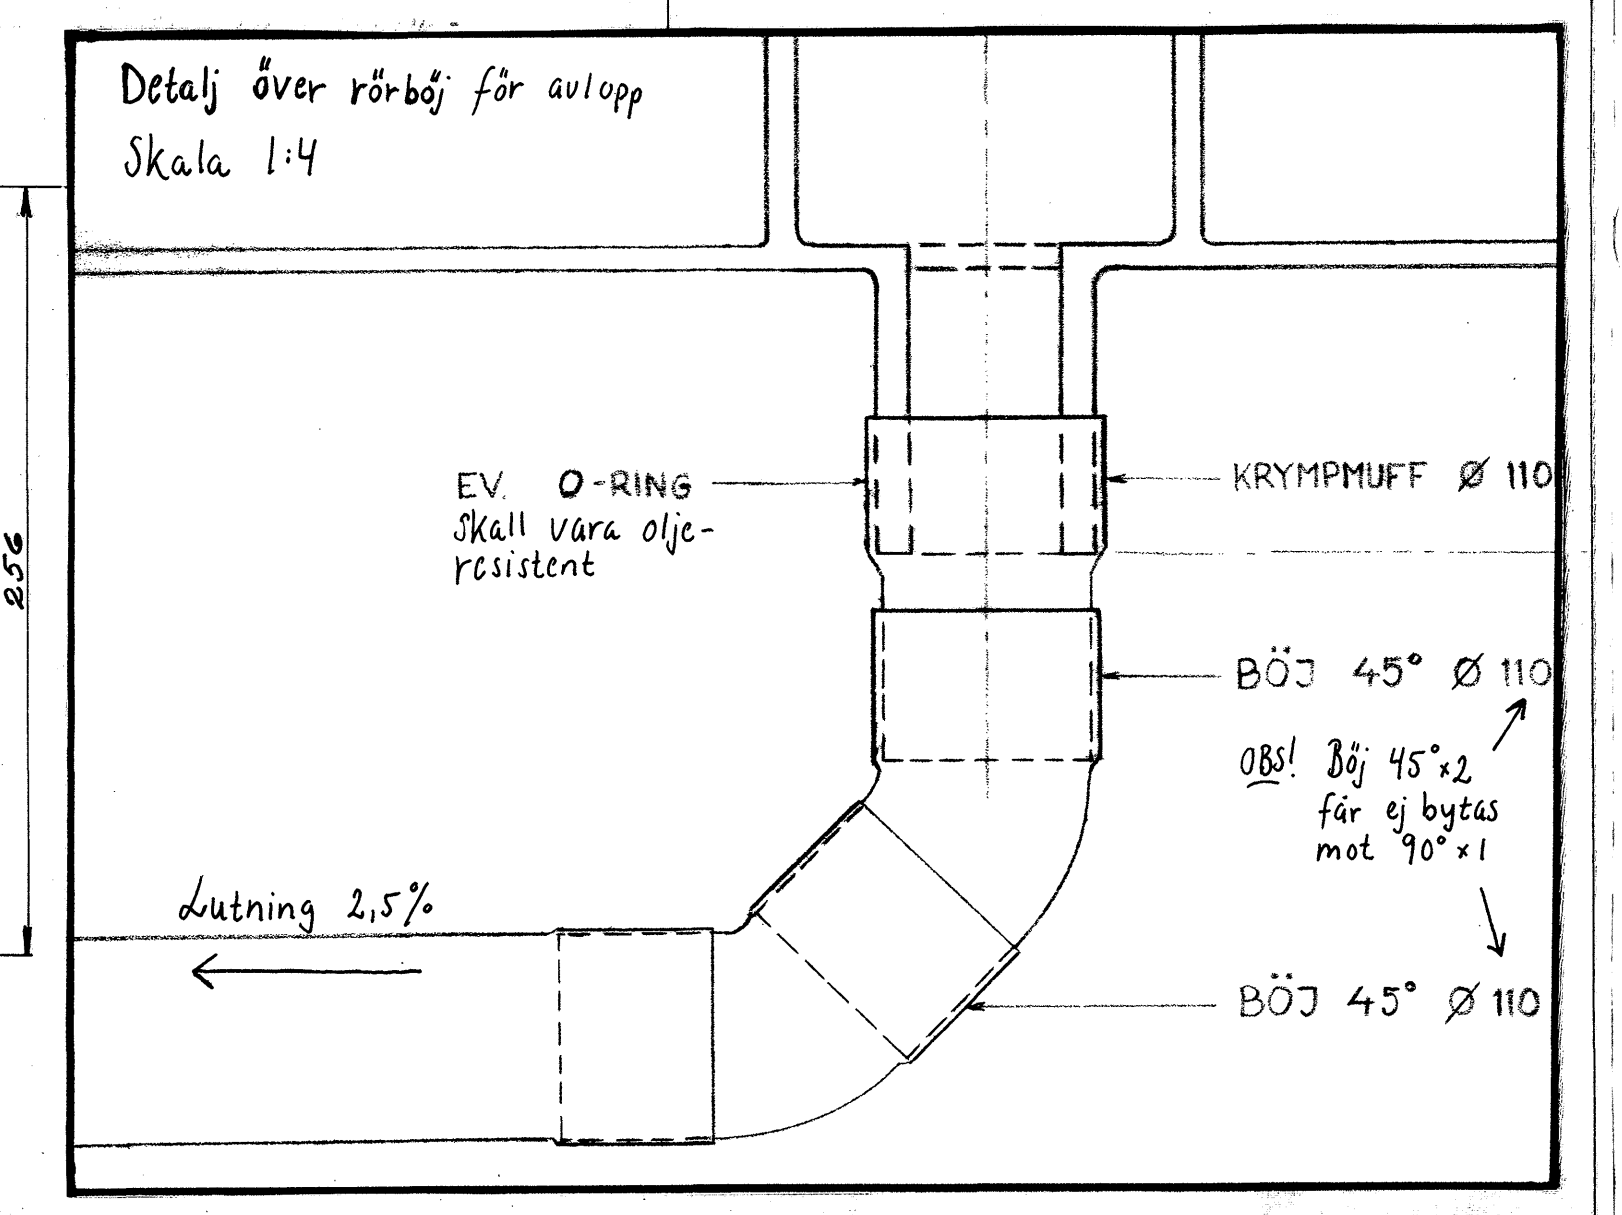 Detalj över rörböj för avlopp
Skala 1:4
EV. O-RING
Skall vara olje-
resistent
KRYMPMUFF Ø 110
256
BÖJ 45° Ø 110
OBS! Böj 45°x2
får ej bytas
mot 90°x1
Lutning 2,5%
BÖJ 45° Ø 110